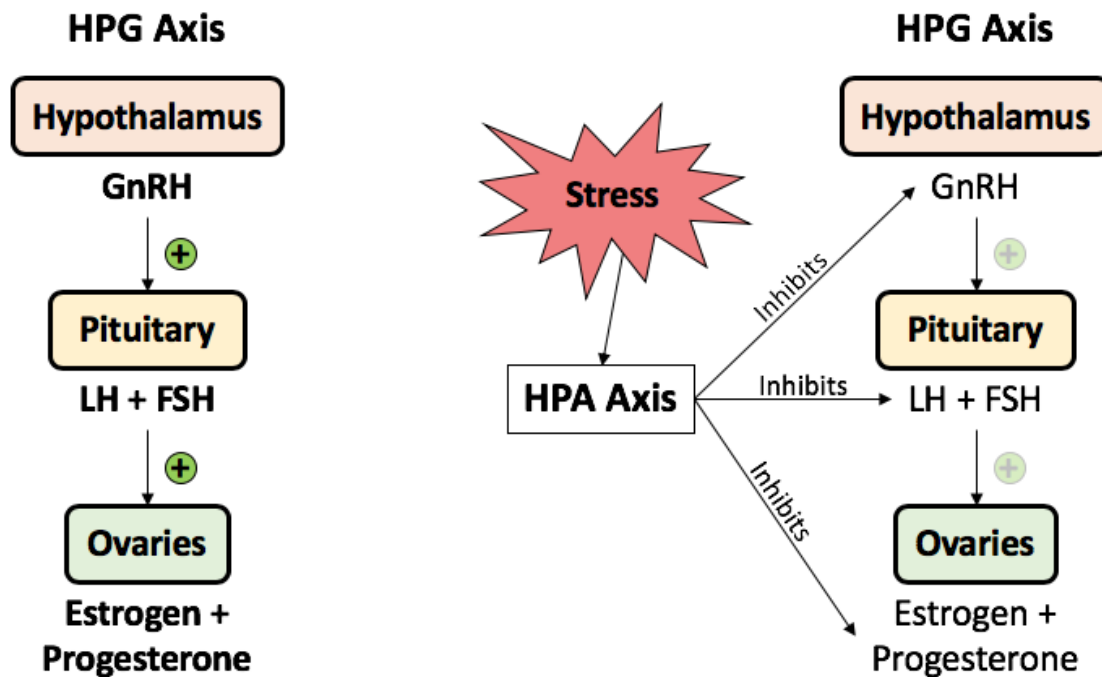 HPG Axis
Hypothalamus
GnRH
+
Pituitary
LH + FSH
+
Ovaries
Estrogen +
Progesterone
Stress
HPA Axis
Inhibits
Inhibits
Inhibits
HPG Axis
Hypothalamus
GnRH
+
Pituitary
LH + FSH
+
Ovaries
Estrogen +
Progesterone